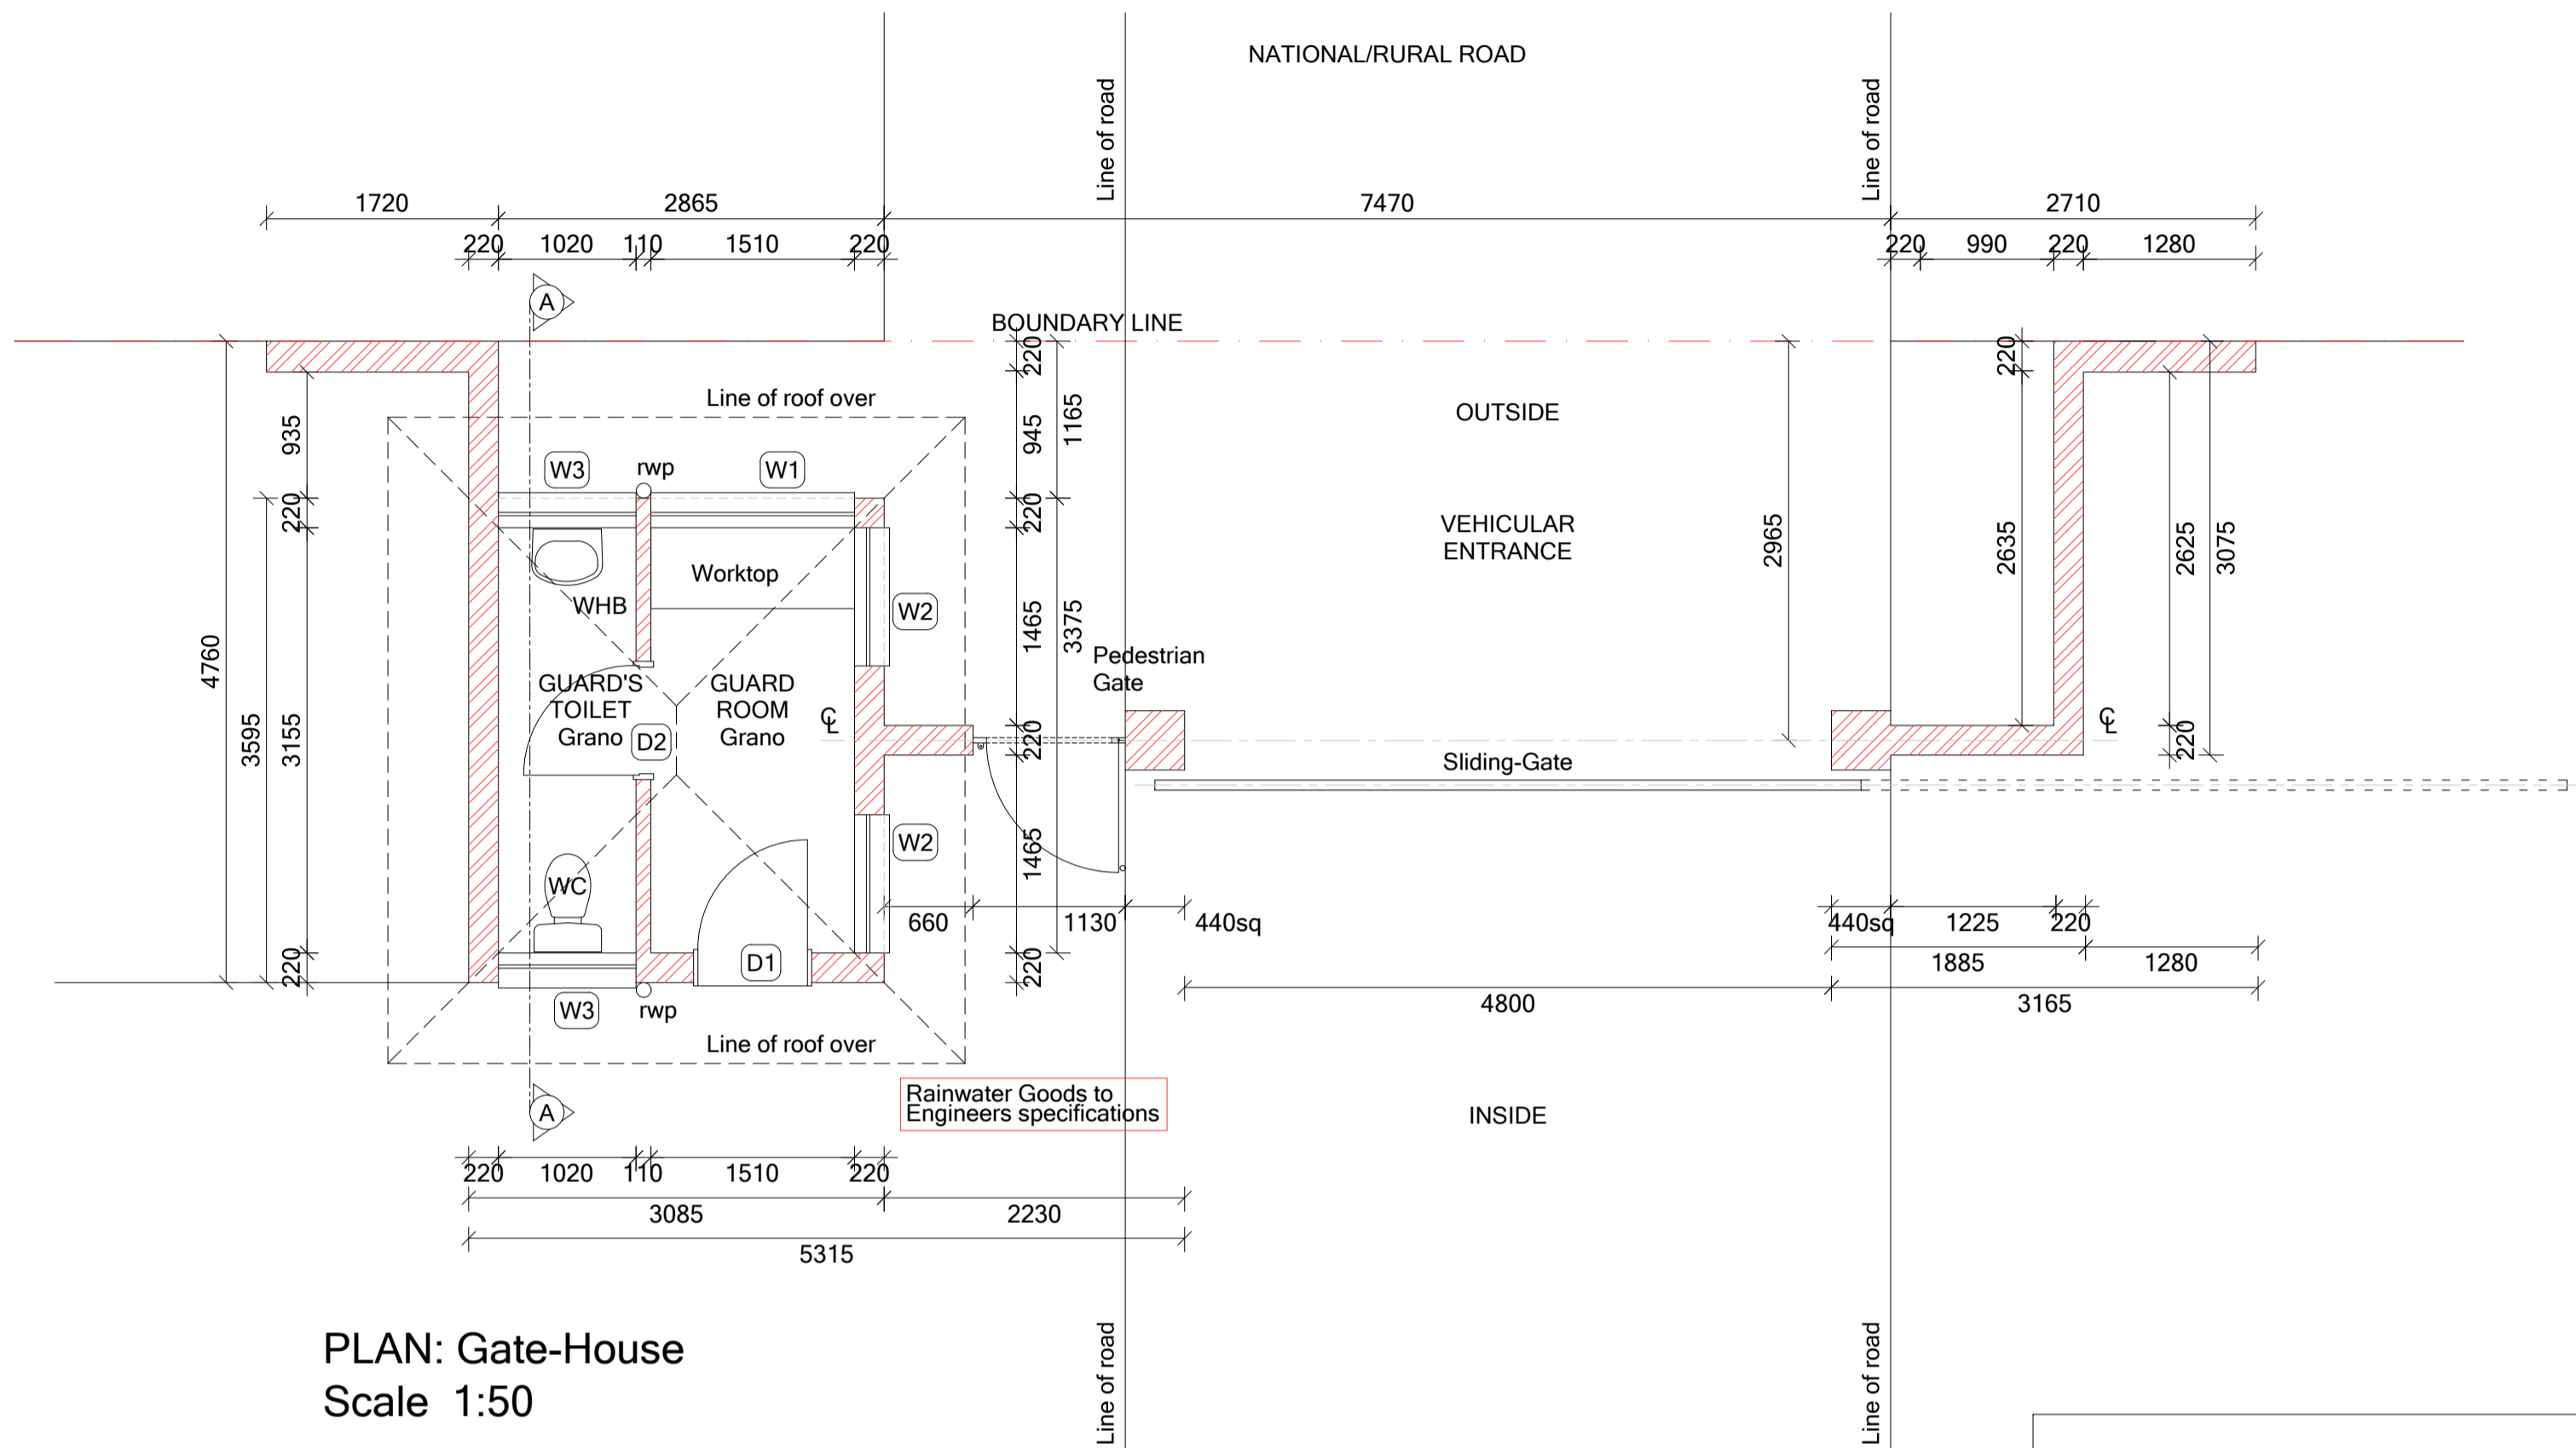 NATIONAL/RURAL ROAD
Line of road
Line of road
1720
2865
7470
2710
220
1020
110
1510
220
220
990
220
1280
A
BOUNDARY LINE
220
220
Line of roof over
OUTSIDE
935
945
1165
W3
rwp
W1
220
220
VEHICULAR
ENTRANCE
2965
2635
2625
3075
Worktop
WHB
W2
1465
3375
4760
Pedestrian
Gate
GUARD'S
TOILET
Grano
GUARD
ROOM
Grano
D2
CL
CL
3595
3155
220
220
Sliding-Gate
W2
1465
WC
660
1130
440sq
440sq
1225
220
D1
220
220
1885
1280
W3
rwp
4800
3165
Line of roof over
Rainwater Goods to
Engineers specifications
A
INSIDE
220
1020
110
1510
220
3085
2230
5315
PLAN: Gate-House
Scale 1:50
Line of road
Line of road